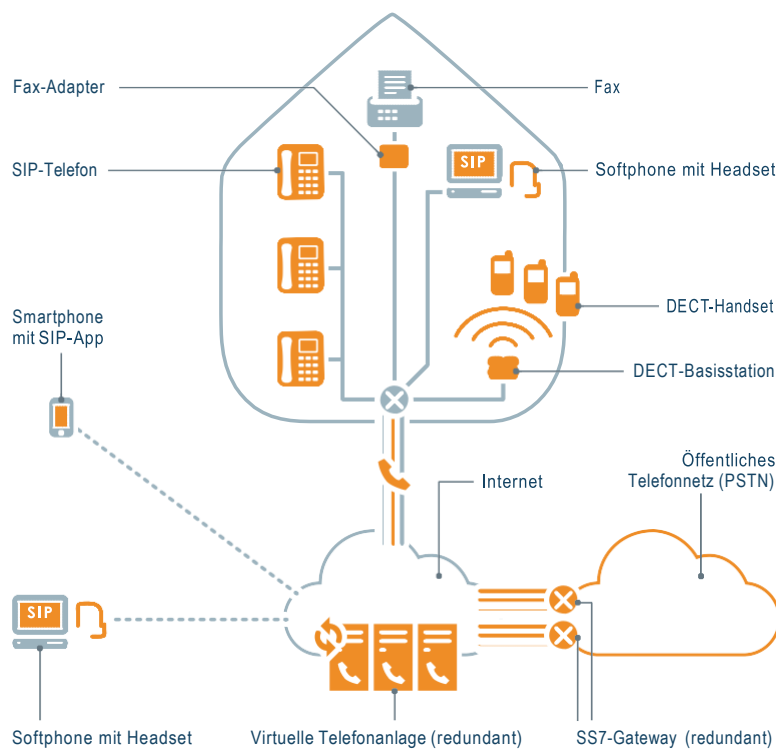 Fax-Adapter
Fax
SIP-Telefon
SIP
Softphone mit Headset
Smartphone
mit SIP-App
DECT-Handset
DECT-Basisstation
Internet
Öffentliches
Telefonnetz (PSTN)
SIP
Softphone mit Headset
Virtuelle Telefonanlage (redundant)
SS7-Gateway (redundant)